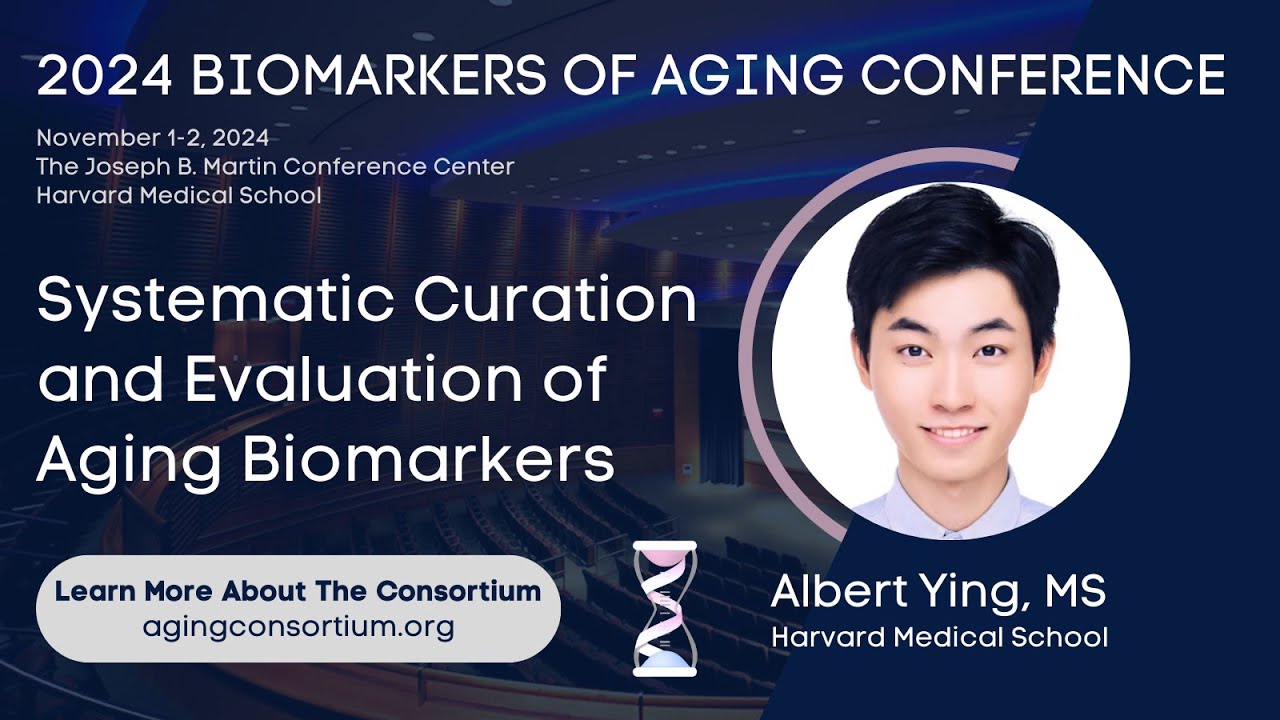 2024 BIOMARKERS OF AGING CONFERENCE
November 1-2, 2024
The Joseph B. Martin Conference Center
Harvard Medical School
Systematic Curation
and Evaluation of
Aging Biomarkers
Learn More About The Consortium
agingconsortium.org
Albert Ying, MS
Harvard Medical School